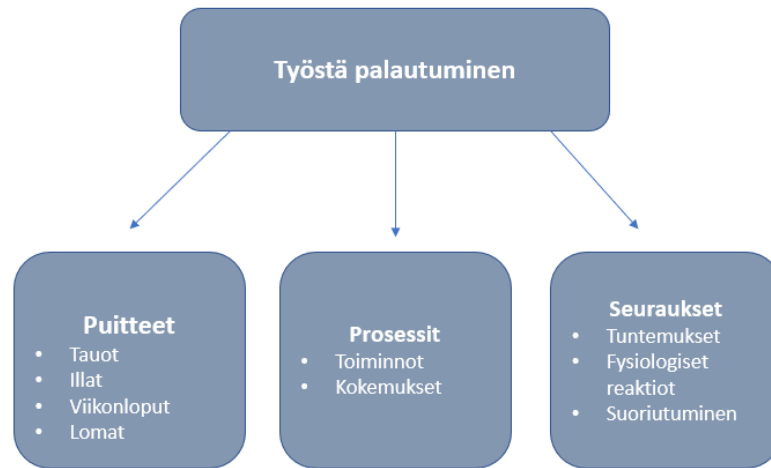 Työstä palautuminen
Puitteet
• Tauot
• Illat
• Viikonloput
• Lomat
Prosessit
• Toiminnot
• Kokemukset
Seuraukset
• Tuntemukset
• Fysiologiset
reaktiot
• Suoriutuminen